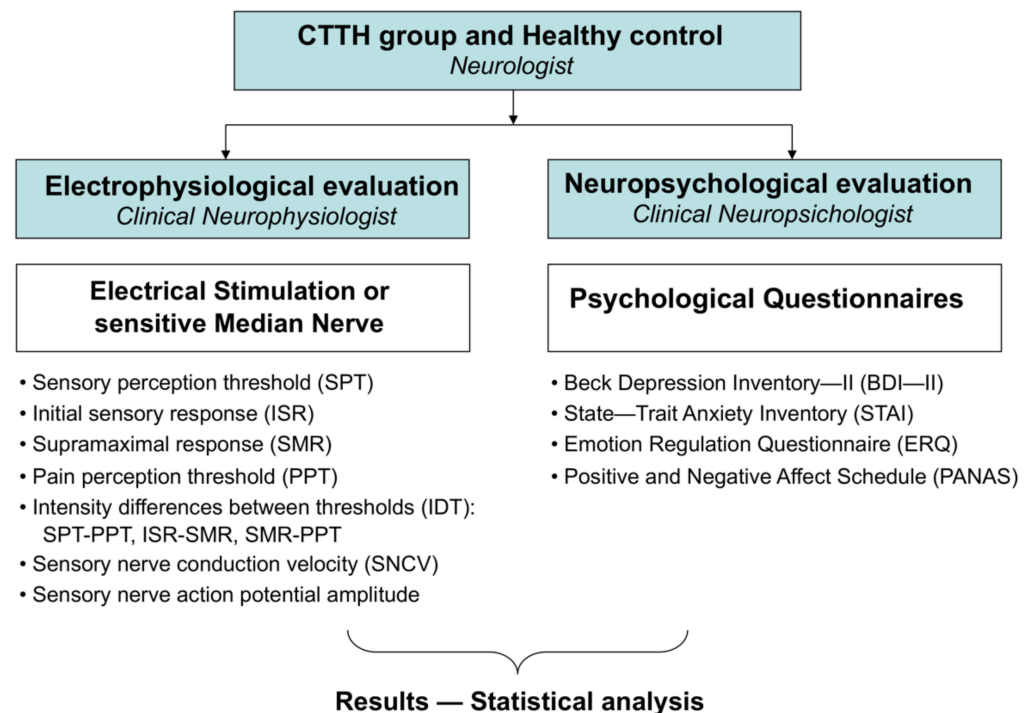 CTTH group and Healthy control
Neurologist
Electrophysiological evaluation
Clinical Neurophysiologist
Electrical Stimulation or
sensitive Median Nerve
• Sensory perception threshold (SPT)
• Initial sensory response (ISR)
• Supramaximal response (SMR)
• Pain perception threshold (PPT)
• Intensity differences between thresholds (IDT):
SPT-PPT, ISR-SMR, SMR-PPT
• Sensory nerve conduction velocity (SNCV)
• Sensory nerve action potential amplitude
Neuropsychological evaluation
Clinical Neuropsichologist
Psychological Questionnaires
• Beck Depression Inventory—II (BDI—II)
• State—Trait Anxiety Inventory (STAI)
• Emotion Regulation Questionnaire (ERQ)
• Positive and Negative Affect Schedule (PANAS)
Results — Statistical analysis